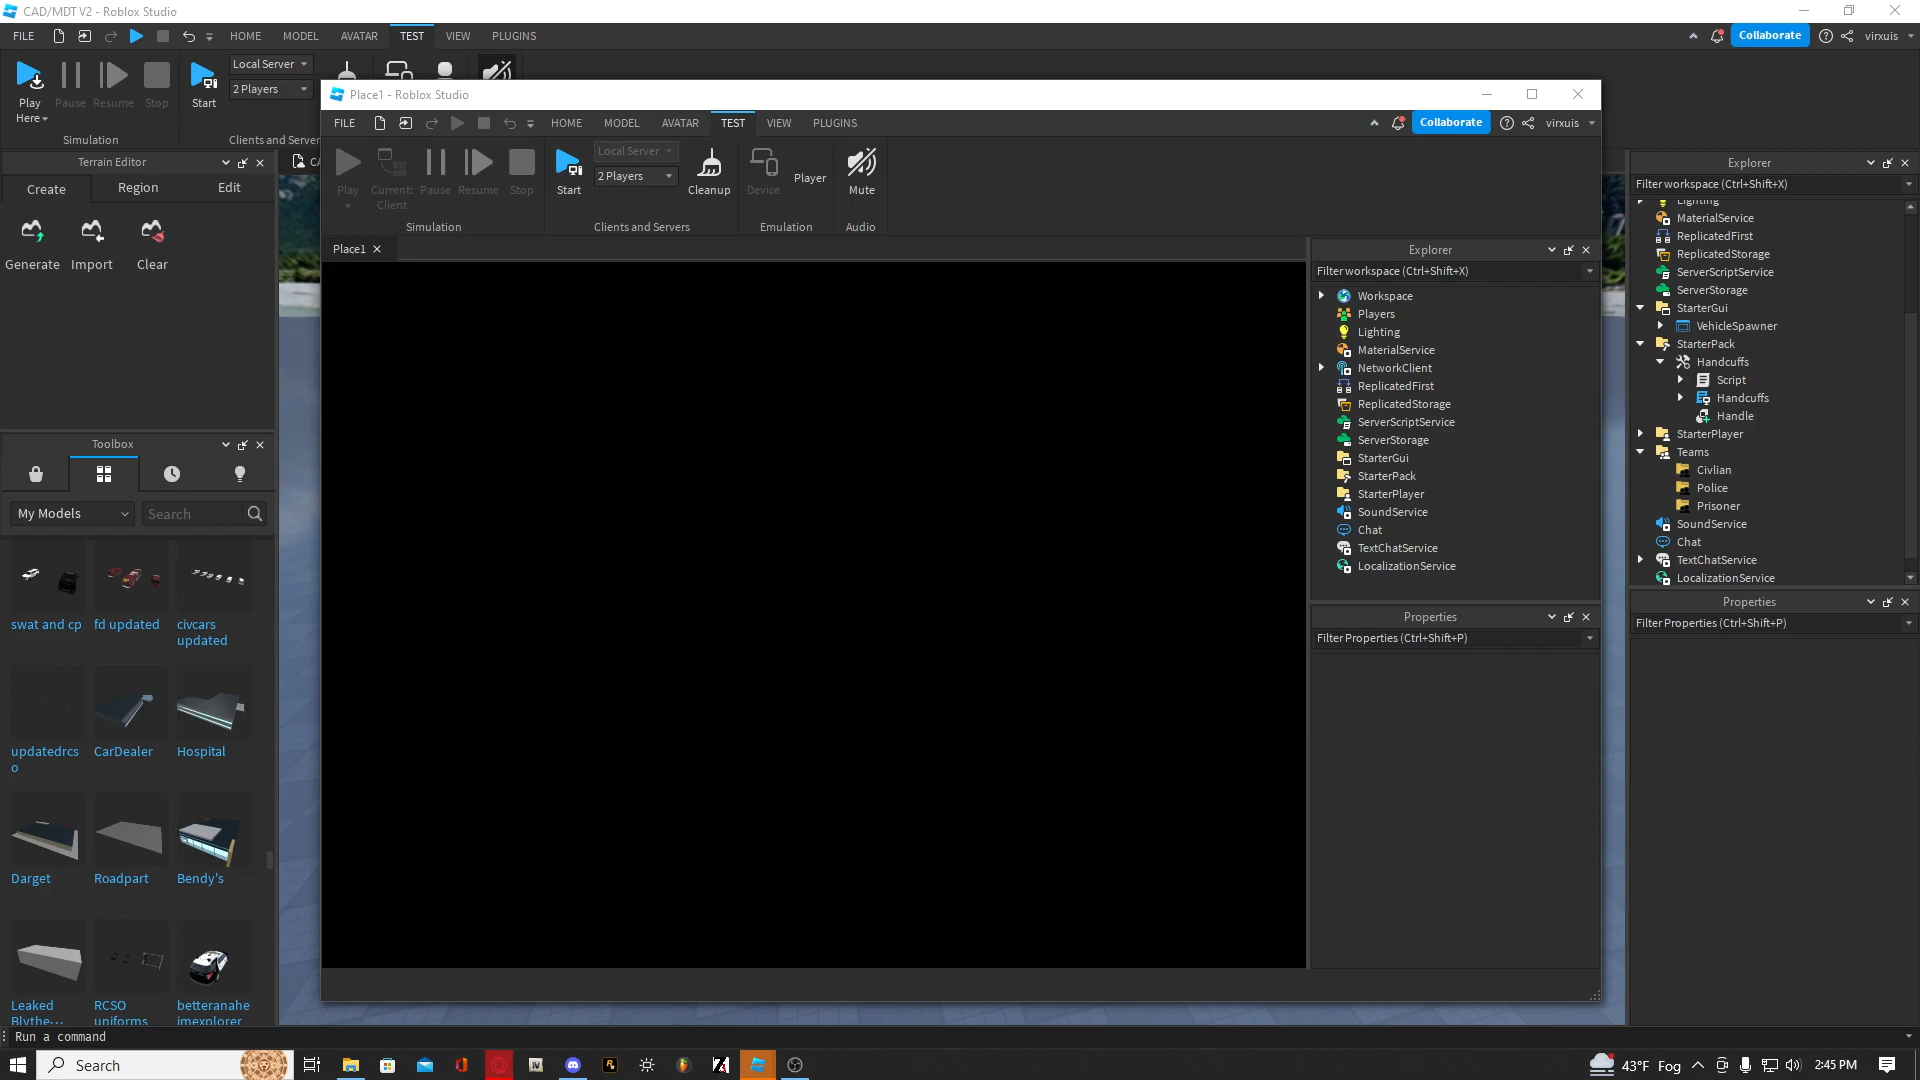 CAD/MDT V2 - Roblox Studio
FILE
HOME
MODEL
AVATAR
TEST
VIEW
PLUGINS
Collaborate
virxuis
Play
Here
Pause
Resume
Stop
Start
Local Server
2 Players
Simulation
Clients and Server
Terrain Editor
Create
Region
Edit
Generate
Import
Clear
Toolbox
My Models
Search
swat and cp
fd updated
civcars
updated
updatedrcs
o
CarDealer
Hospital
Darget
Roadpart
Bendy's
Leaked
Blythe...
RCSO
uniforms
betteranahe
imexplorer
CA
Place1 - Roblox Studio
FILE
HOME
MODEL
AVATAR
TEST
VIEW
PLUGINS
Collaborate
virxuis
Play
Current:
Client
Pause
Resume
Stop
Start
Local Server
2 Players
Cleanup
Device
Player
Mute
Simulation
Clients and Servers
Emulation
Audio
Place1
Explorer
Filter workspace (Ctrl+Shift+X)
Workspace
Players
Lighting
MaterialService
NetworkClient
ReplicatedFirst
ReplicatedStorage
ServerScriptService
ServerStorage
StarterGui
StarterPack
StarterPlayer
SoundService
Chat
TextChatService
LocalizationService
Properties
Filter Properties (Ctrl+Shift+P)
Explorer
Filter workspace (Ctrl+Shift+X)
Lighting
MaterialService
ReplicatedFirst
ReplicatedStorage
ServerScriptService
ServerStorage
StarterGui
VehicleSpawner
StarterPack
Handcuffs
Script
Handcuffs
Handle
StarterPlayer
Teams
Civlian
Police
Prisoner
SoundService
Chat
TextChatService
LocalizationService
Properties
Filter Properties (Ctrl+Shift+P)
Run a command
Search
43°F Fog
2:45 PM